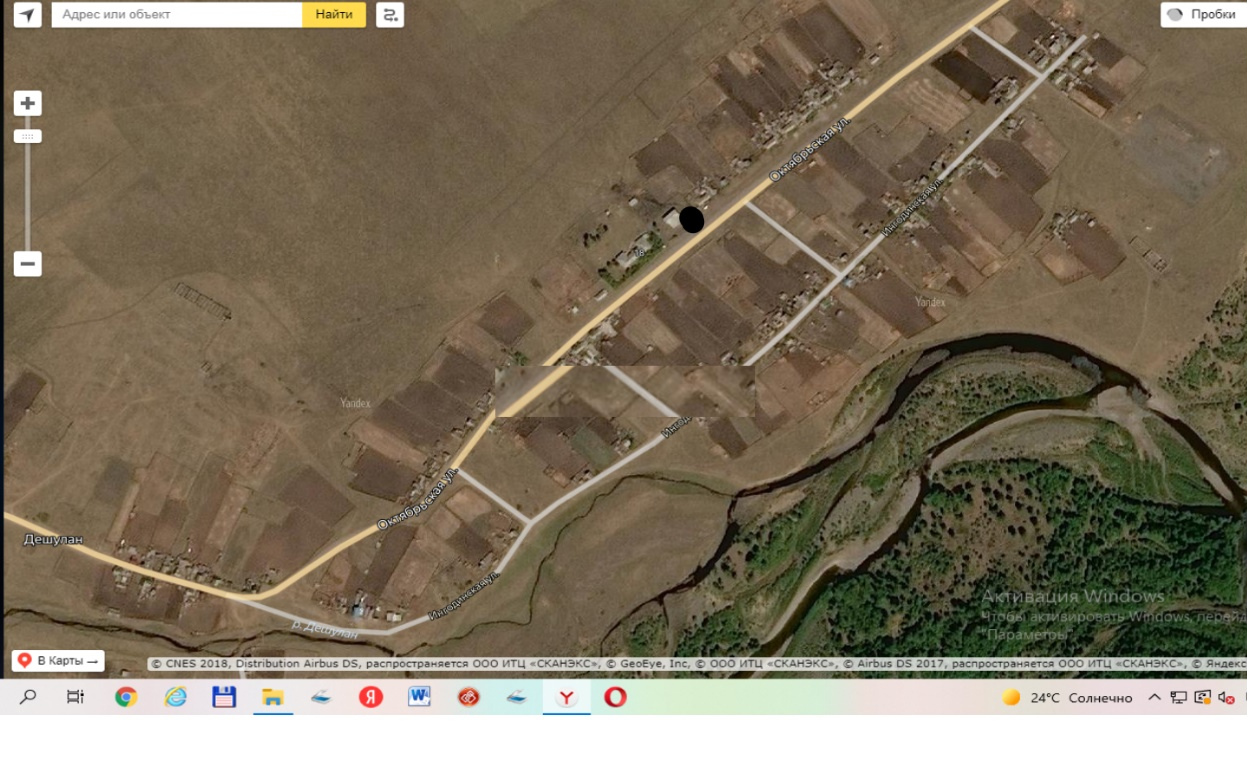 Адрес или объект
Найти
Пробки
Октябрьская ул.
Ингодинская ул.
18
Yandex
Yandex
Ингод
Октябрьская ул.
Дешулан
Ингодинская ул.
р. Дешулан
Активация Windows
Чтобы активировать Windows, перейд
"Параметры"
В Карты →
© CNES 2018, Distribution Airbus DS, распространяется ООО ИТЦ «СКАНЭКС», © GeoEye, Inc, © ООО ИТЦ «СКАНЭКС», © Airbus DS 2017, распространяется ООО ИТЦ «СКАНЭКС», © Яндекс
24°C Солнечно